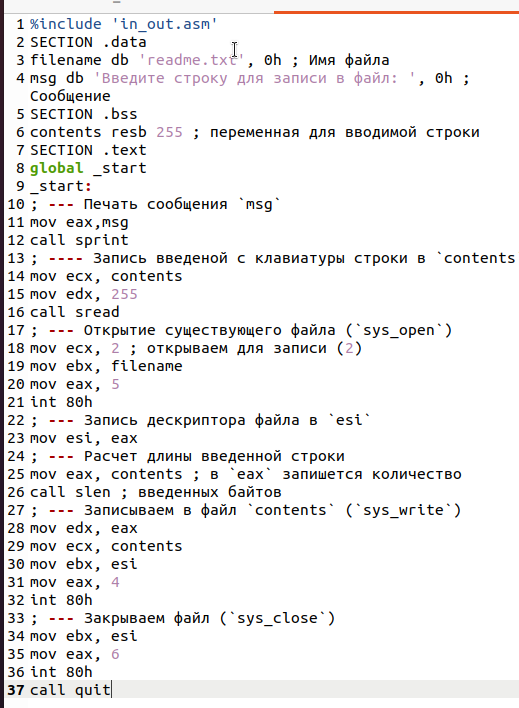 1 %include 'in_out.asm'
2 SECTION .data
3 filename db 'readme.txt', 0h ; Имя файла
4 msg db 'Введите строку для записи в файл: ', 0h ;
Сообщение
5 SECTION .bss
6 contents resb 255 ; переменная для вводимой строки
7 SECTION .text
8 global _start
9 _start:
10 ; --- Печать сообщения `msg`
11 mov eax,msg
12 call sprint
13 ; ---- Запись введеной с клавиатуры строки в `contents
14 mov ecx, contents
15 mov edx, 255
16 call sread
17 ; --- Открытие существующего файла (`sys_open`)
18 mov ecx, 2 ; открываем для записи (2)
19 mov ebx, filename
20 mov eax, 5
21 int 80h
22 ; --- Запись дескриптора файла в `esi`
23 mov esi, eax
24 ; --- Расчет длины введенной строки
25 mov eax, contents ; в `eax` запишется количество
26 call slen ; введенных байтов
27 ; --- Записываем в файл `contents` (`sys_write`)
28 mov edx, eax
29 mov ecx, contents
30 mov ebx, esi
31 mov eax, 4
32 int 80h
33 ; --- Закрываем файл (`sys_close`)
34 mov ebx, esi
35 mov eax, 6
36 int 80h
37 call quit